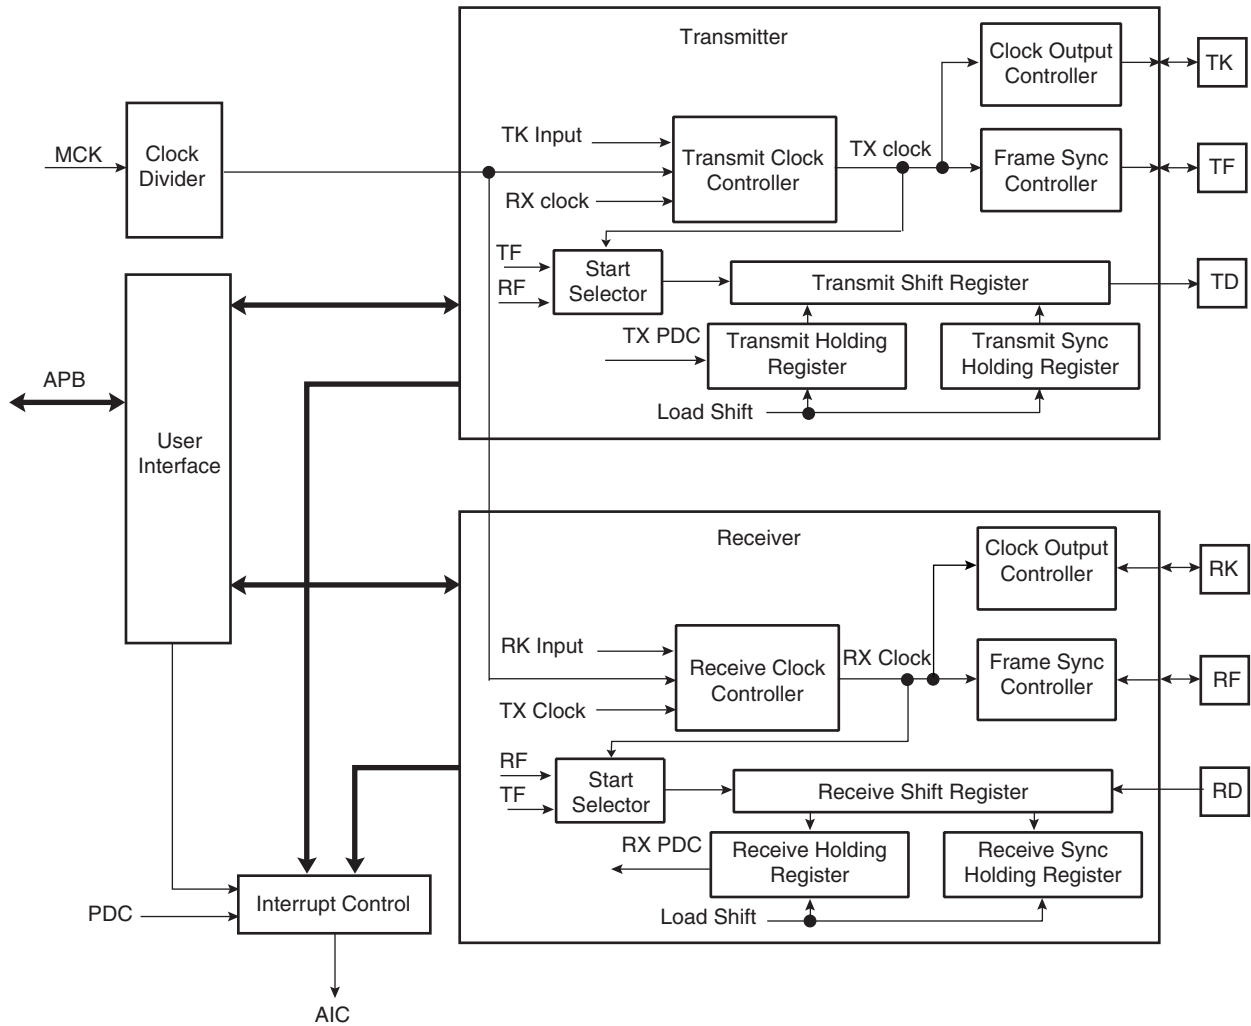 Transmitter
Clock Output
Controller
TK
MCK
Clock
Divider
TK Input
Transmit Clock
Controller
RX clock
TX clock
Frame Sync
Controller
TF
TF
RF
Start
Selector
Transmit Shift Register
TD
TX PDC
Transmit Holding
Register
Transmit Sync
Holding Register
Load Shift
APB
User
Interface
Receiver
Clock Output
Controller
RK
RK Input
Receive Clock
Controller
TX Clock
RX Clock
Frame Sync
Controller
RF
RF
TF
Start
Selector
Receive Shift Register
RD
RX PDC
Receive Holding
Register
Receive Sync
Holding Register
Load Shift
PDC
Interrupt Control
AIC